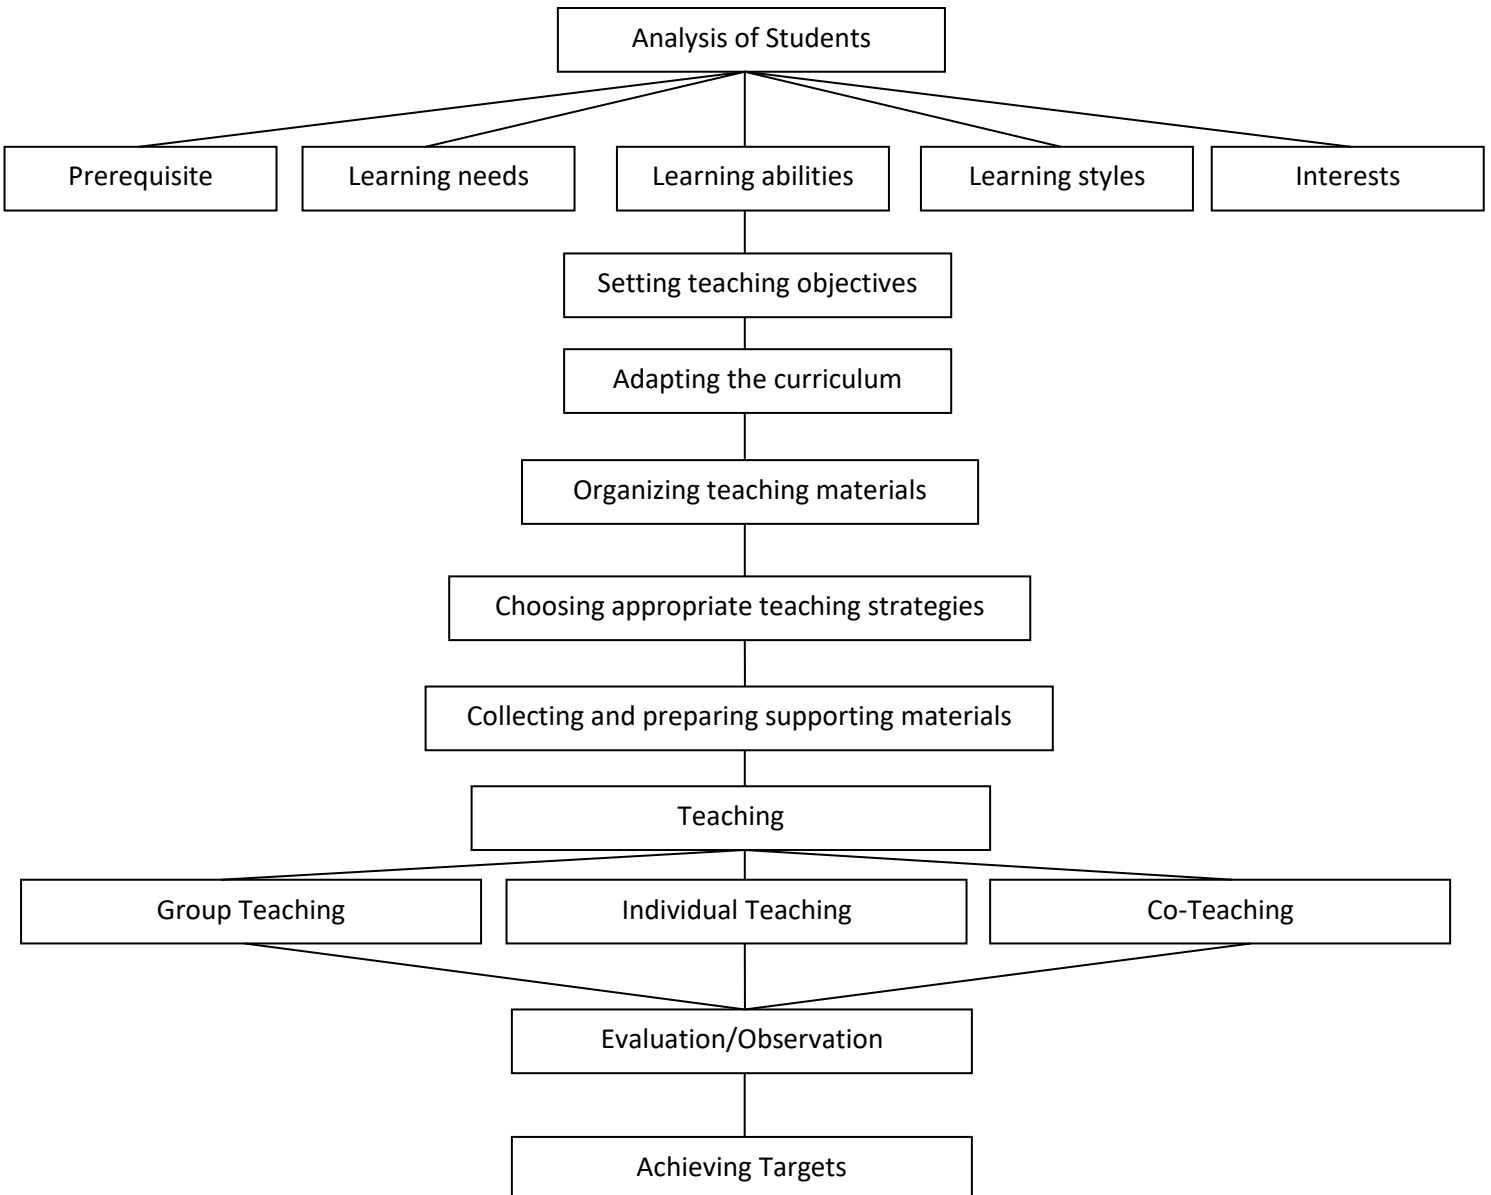 Analysis of Students
Prerequisite
Learning needs
Learning abilities
Learning styles
Interests
Setting teaching objectives
Adapting the curriculum
Organizing teaching materials
Choosing appropriate teaching strategies
Collecting and preparing supporting materials
Teaching
Group Teaching
Individual Teaching
Co-Teaching
Evaluation/Observation
Achieving Targets